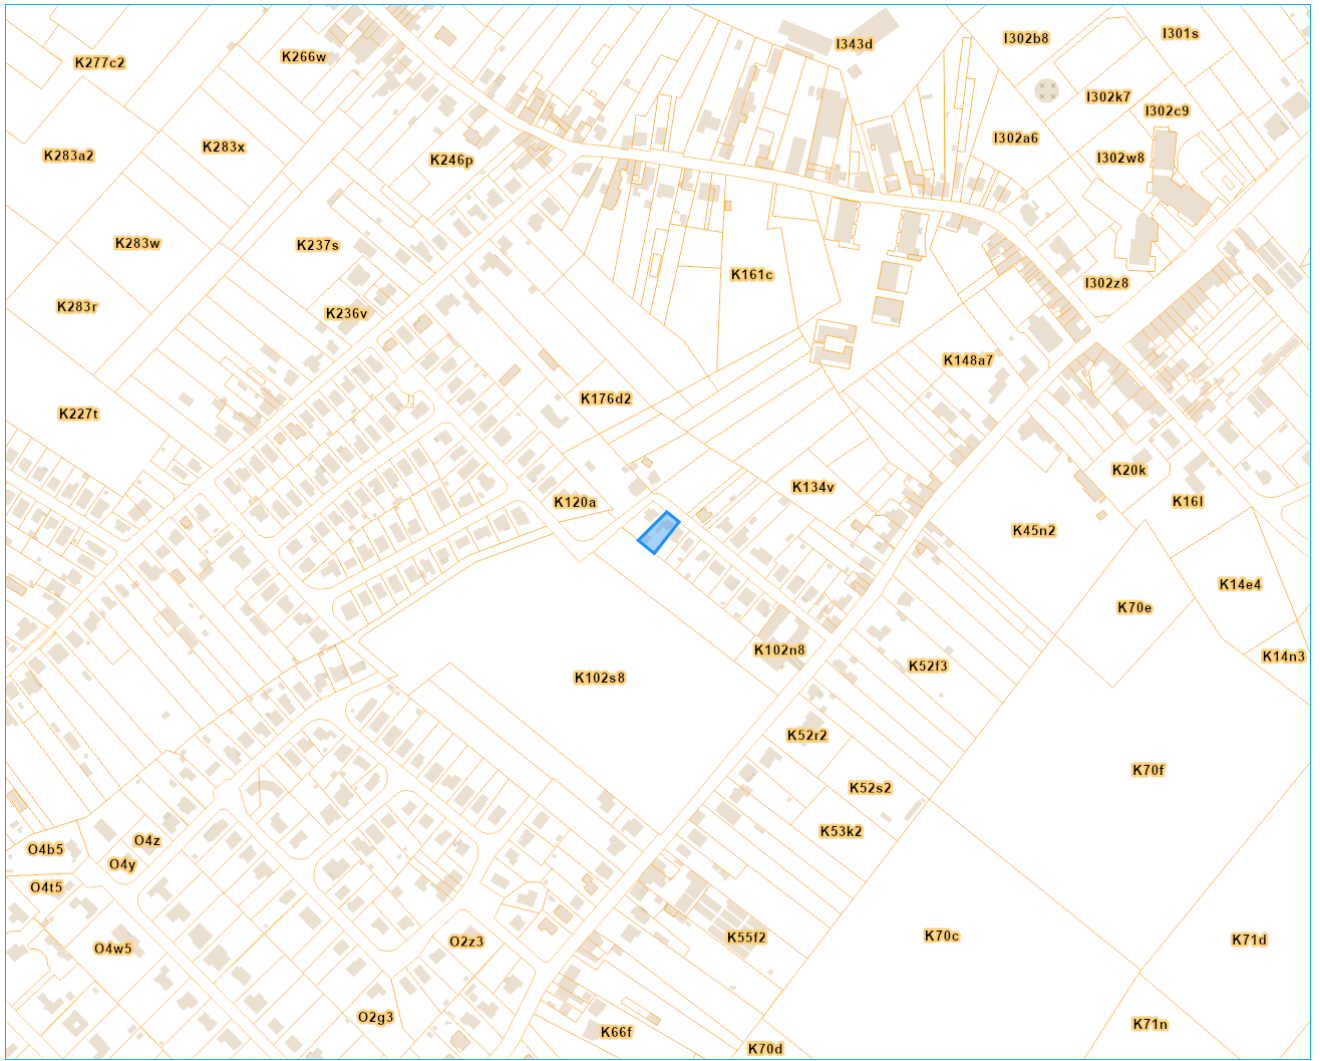 I301s
I302b8
I343d
K266w
K277c2
I302k7
I302c9
I302a6
K283x
K283a2
I302w8
K246p
K283w
K237s
K161c
I302z8
K283r
K236v
K148a7
K176d2
K227t
K20k
K134v
K120a
K16l
K45n2
K14e4
K70e
K102n8
K14n3
K52f3
K102s8
K52r2
K70f
K52s2
K53k2
O4z
O4b5
O4y
O4t5
K55f2
K70c
K71d
O2z3
O4w5
O2g3
K71n
K66f
K70d